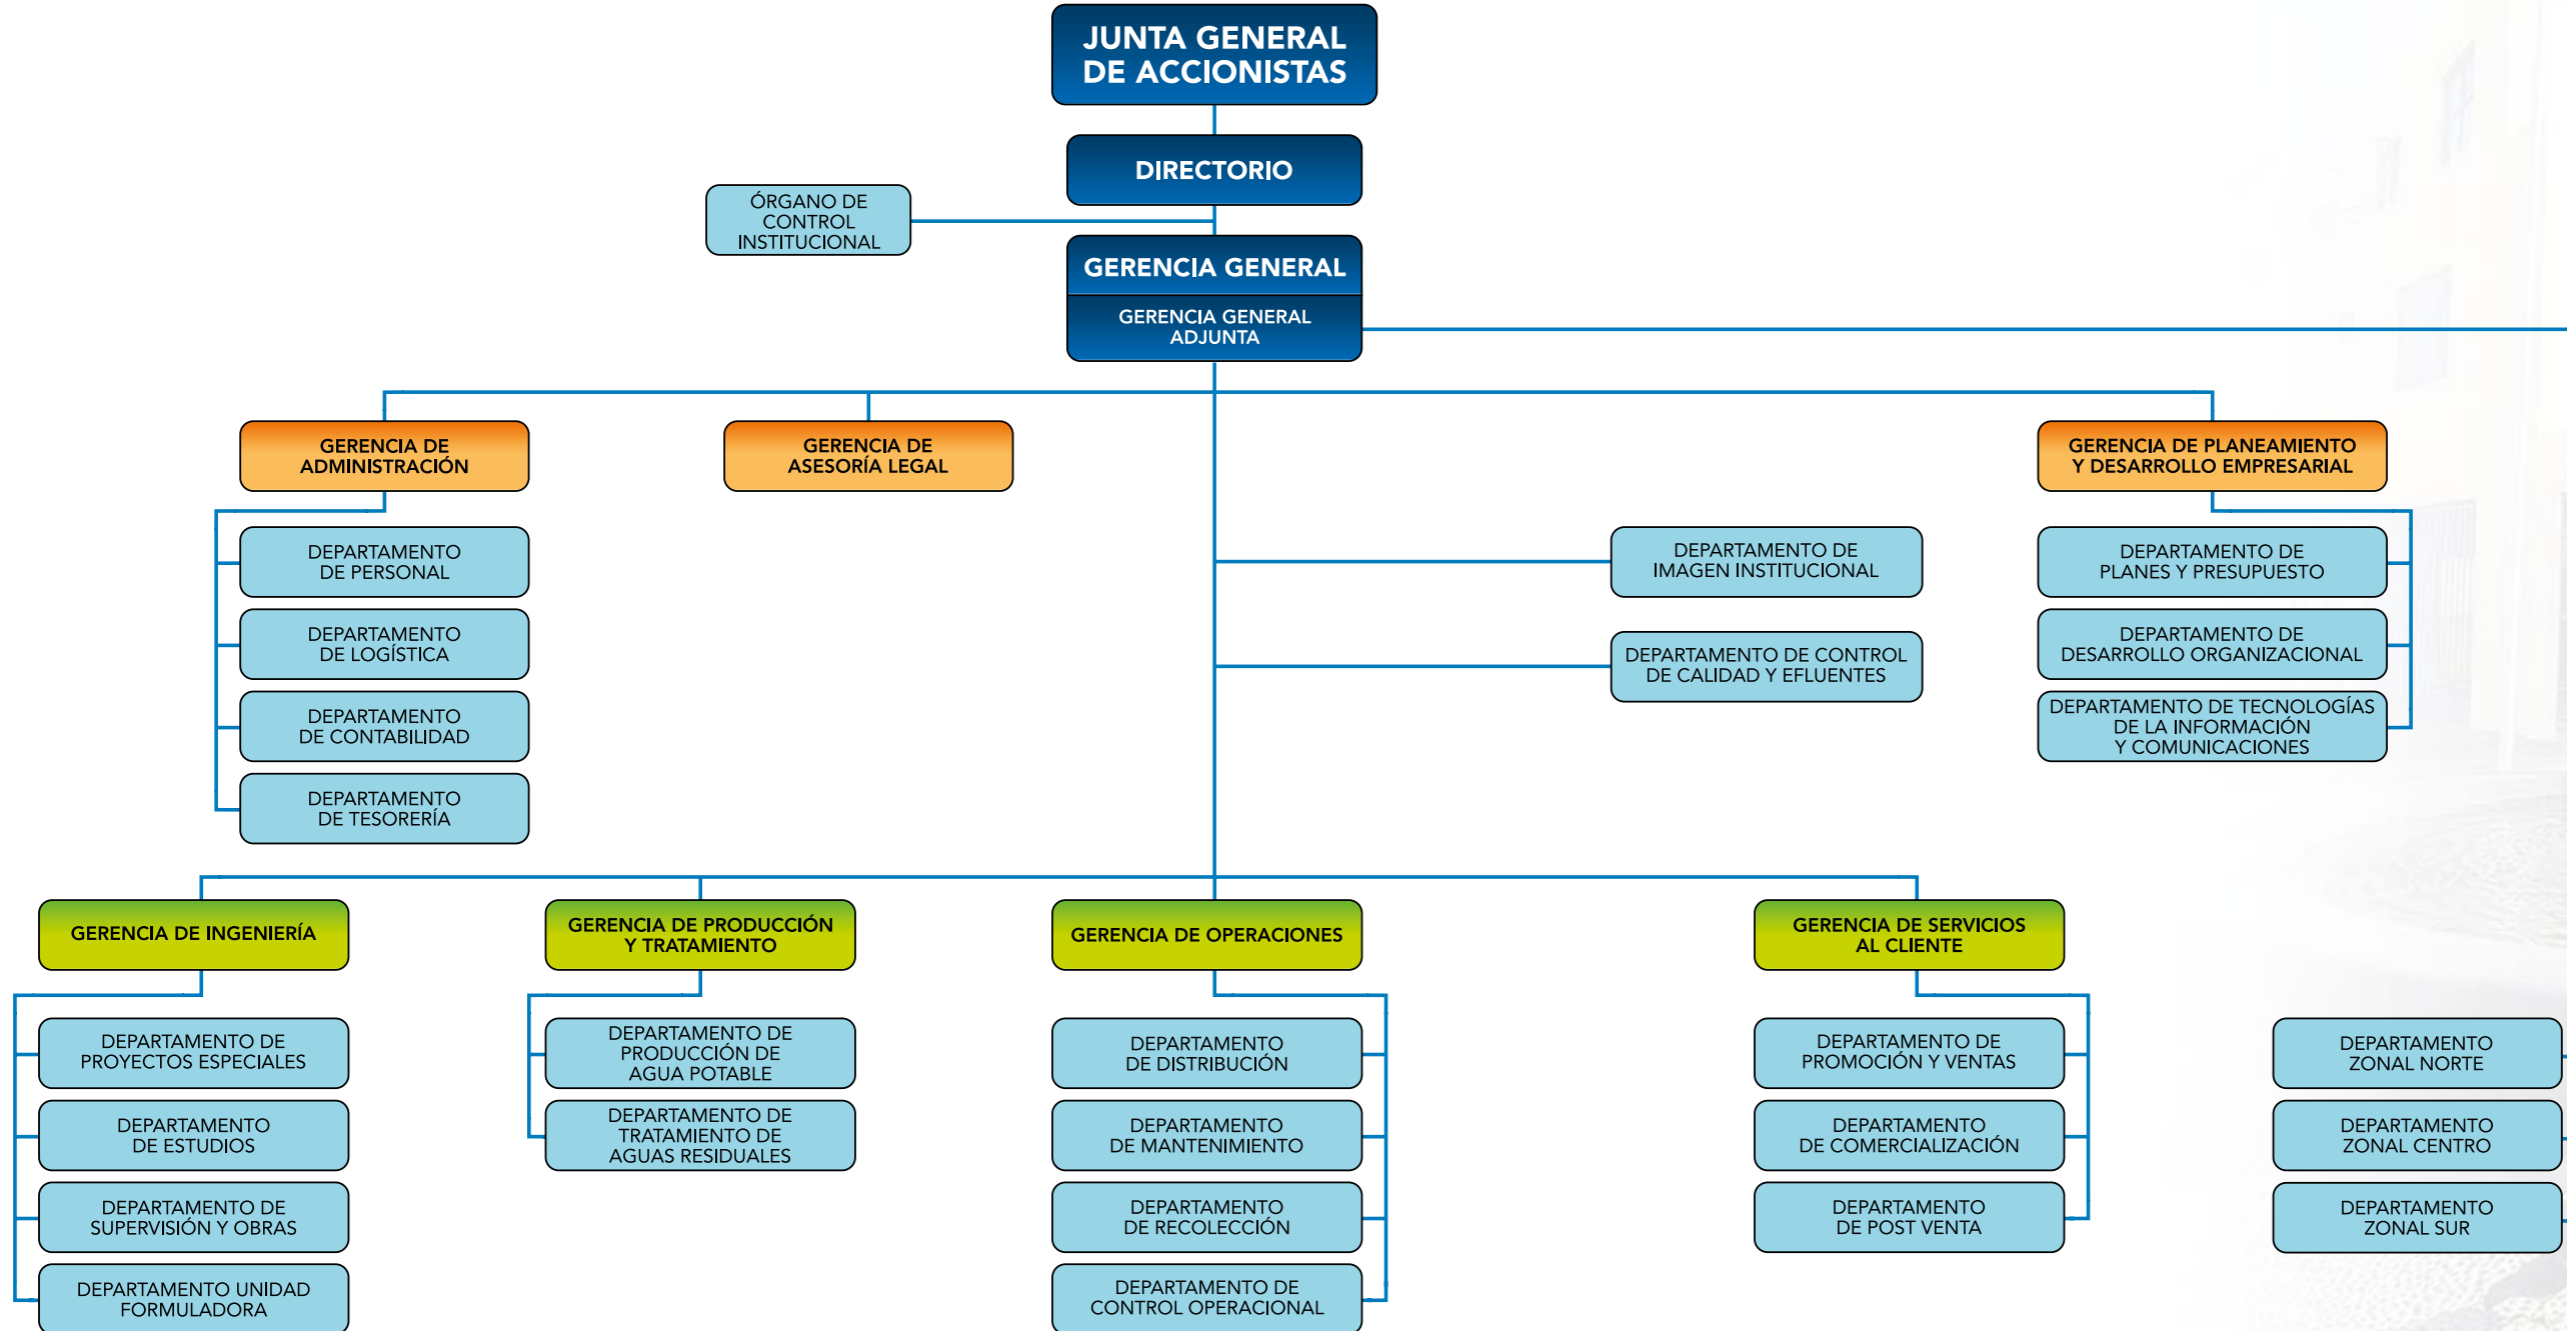 JUNTA GENERAL
DE ACCIONISTAS
DIRECTORIO
ÓRGANO DE
CONTROL
INSTITUCIONAL
GERENCIA GENERAL
GERENCIA GENERAL
ADJUNTA
GERENCIA DE
ADMINISTRACIÓN
GERENCIA DE
ASESORÍA LEGAL
GERENCIA DE PLANEAMIENTO
Y DESARROLLO EMPRESARIAL
DEPARTAMENTO
DE PERSONAL
DEPARTAMENTO
DE LOGÍSTICA
DEPARTAMENTO
DE CONTABILIDAD
DEPARTAMENTO
DE TESORERÍA
DEPARTAMENTO DE
IMAGEN INSTITUCIONAL
DEPARTAMENTO DE CONTROL
DE CALIDAD Y EFLUENTES
DEPARTAMENTO DE
PLANES Y PRESUPUESTO
DEPARTAMENTO DE
DESARROLLO ORGANIZACIONAL
DEPARTAMENTO DE TECNOLOGÍAS
DE LA INFORMACIÓN
Y COMUNICACIONES
GERENCIA DE INGENIERÍA
DEPARTAMENTO DE
PROYECTOS ESPECIALES
DEPARTAMENTO
DE ESTUDIOS
DEPARTAMENTO DE
SUPERVISIÓN Y OBRAS
DEPARTAMENTO UNIDAD
FORMULADORA
GERENCIA DE PRODUCCIÓN
Y TRATAMIENTO
DEPARTAMENTO DE
PRODUCCIÓN DE
AGUA POTABLE
DEPARTAMENTO DE
TRATAMIENTO DE
AGUAS RESIDUALES
GERENCIA DE OPERACIONES
DEPARTAMENTO
DE DISTRIBUCIÓN
DEPARTAMENTO
DE MANTENIMIENTO
DEPARTAMENTO
DE RECOLECCIÓN
DEPARTAMENTO DE
CONTROL OPERACIONAL
GERENCIA DE SERVICIOS
AL CLIENTE
DEPARTAMENTO DE
PROMOCIÓN Y VENTAS
DEPARTAMENTO
DE COMERCIALIZACIÓN
DEPARTAMENTO
DE POST VENTA
DEPARTAMENTO
ZONAL NORTE
DEPARTAMENTO
ZONAL CENTRO
DEPARTAMENTO
ZONAL SUR